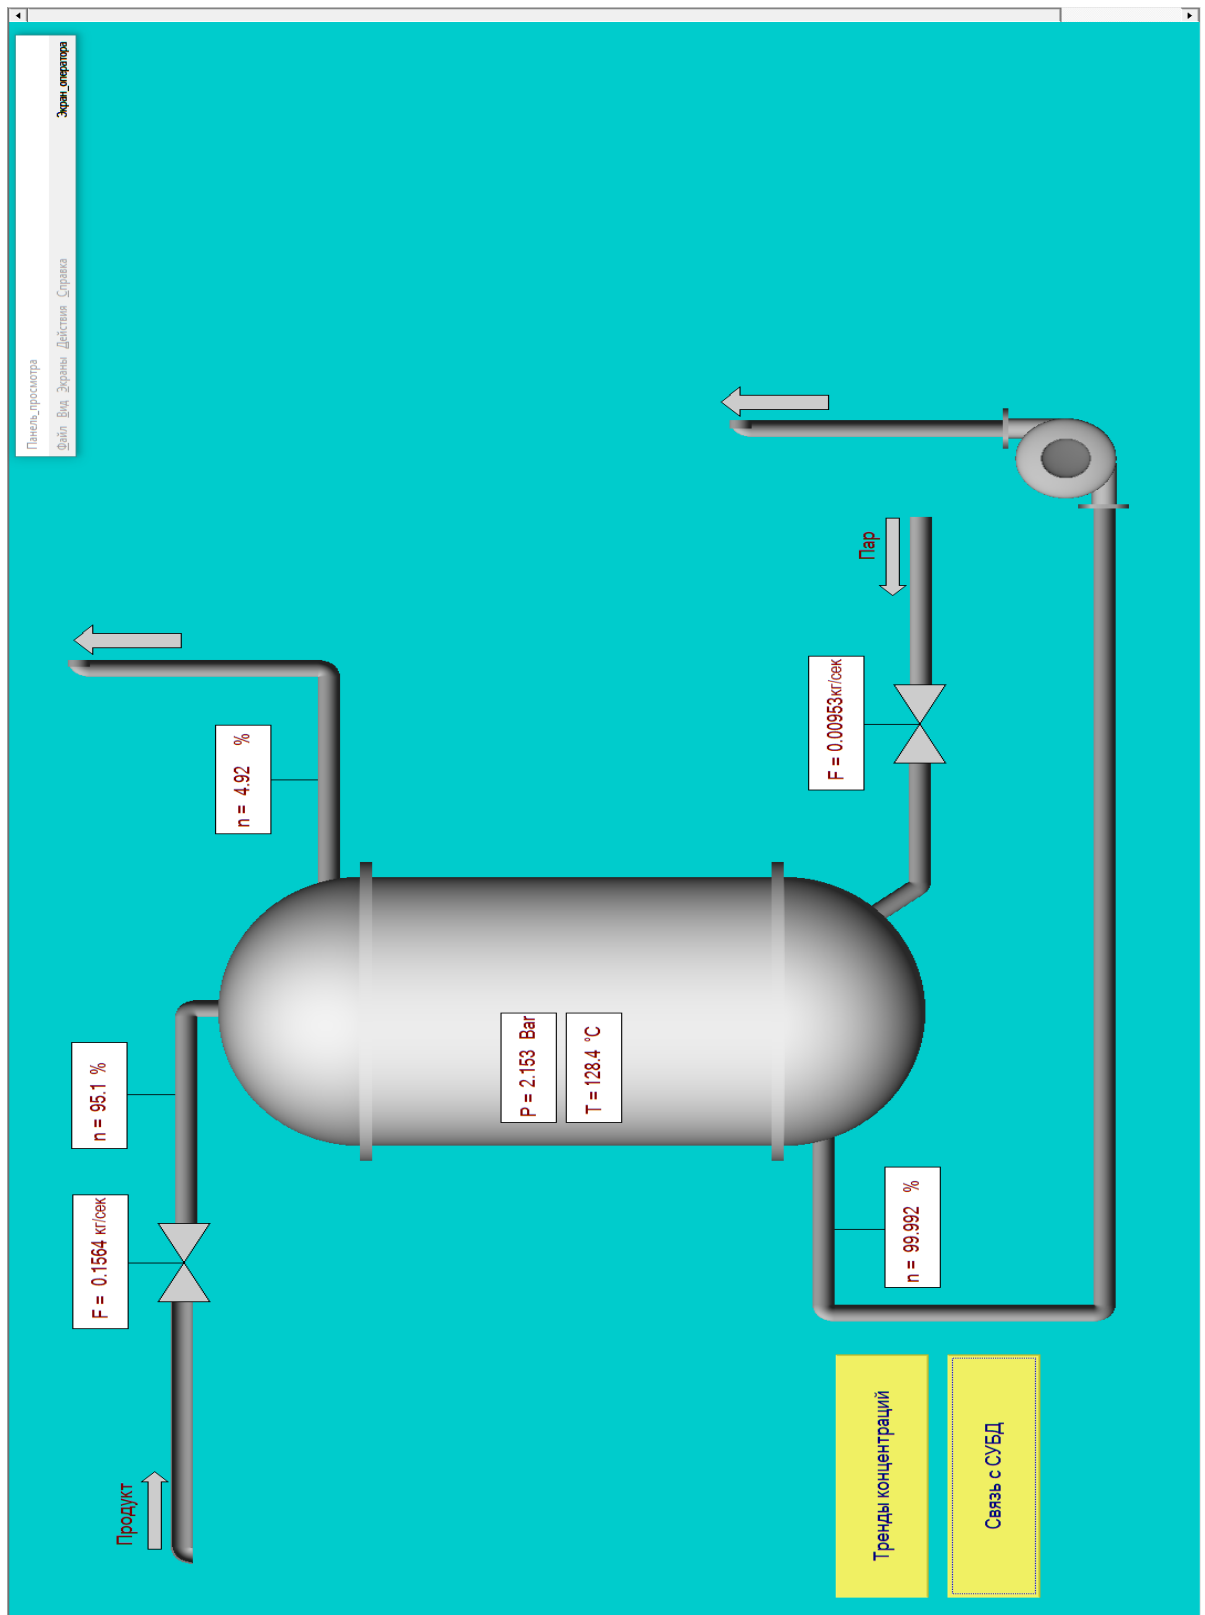 Панель_просмотра
Файл Вид Экраны Действия Справка
Экран_оператора
n = 95.1 %
F = 0.1564 кг/сек
Продукт
n = 4.92 %
P = 2.153 Bar
T = 128.4 °C
F = 0.00953кг/сек
Пар
n = 99.992 %
Тренды концентраций
Связь с СУБД